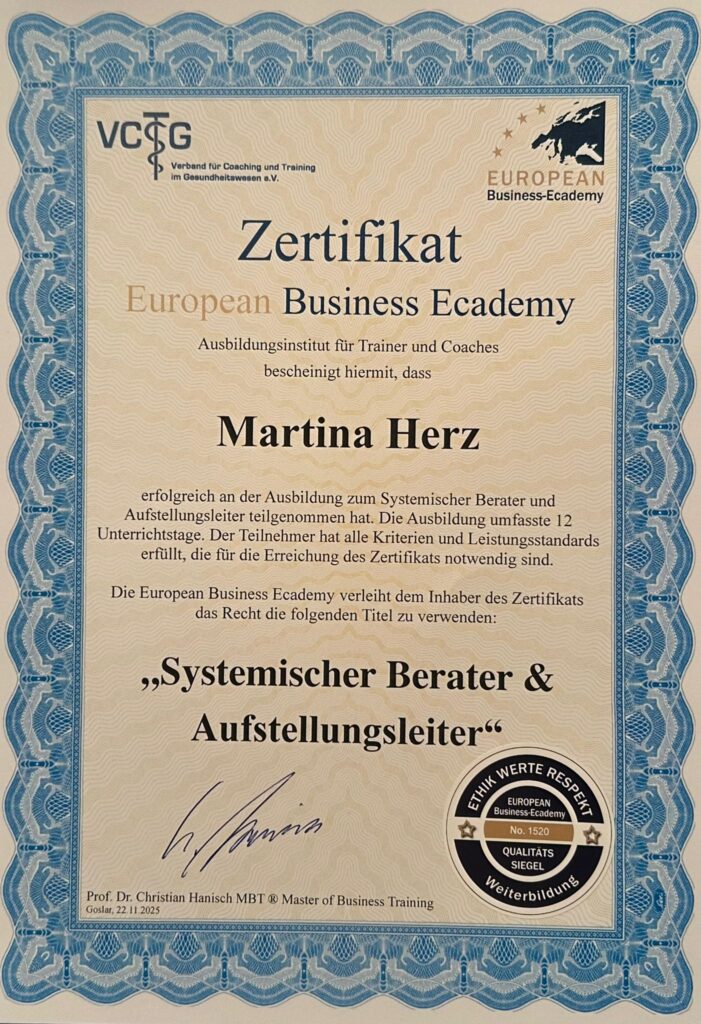 VCTG
Verband für Coaching und Training
im Gesundheitswesen e.V.
EUROPEAN
Business-Ecademy
Zertifikat
European Business Ecademy
Ausbildungsinstitut für Trainer und Coaches
bescheinigt hiermit, dass
Martina Herz
erfolgreich an der Ausbildung zum Systemischer Berater und
Aufstellungsleiter teilgenommen hat. Die Ausbildung umfasste 12
Unterrichtstage. Der Teilnehmer hat alle Kriterien und Leistungsstandards
erfüllt, die für die Erreichung des Zertifikats notwendig sind.
Die European Business Ecademy verleiht dem Inhaber des Zertifikats
das Recht die folgenden Titel zu verwenden:
„Systemischer Berater &
Aufstellungsleiter“
ETHIK WERTE RESPEKT
EUROPEAN
Business-Ecademy
No. 1520
QUALITÄTS
SIEGEL
Weiterbildung
Prof. Dr. Christian Hanisch MBT ® Master of Business Training
Goslar, 22.11.2025